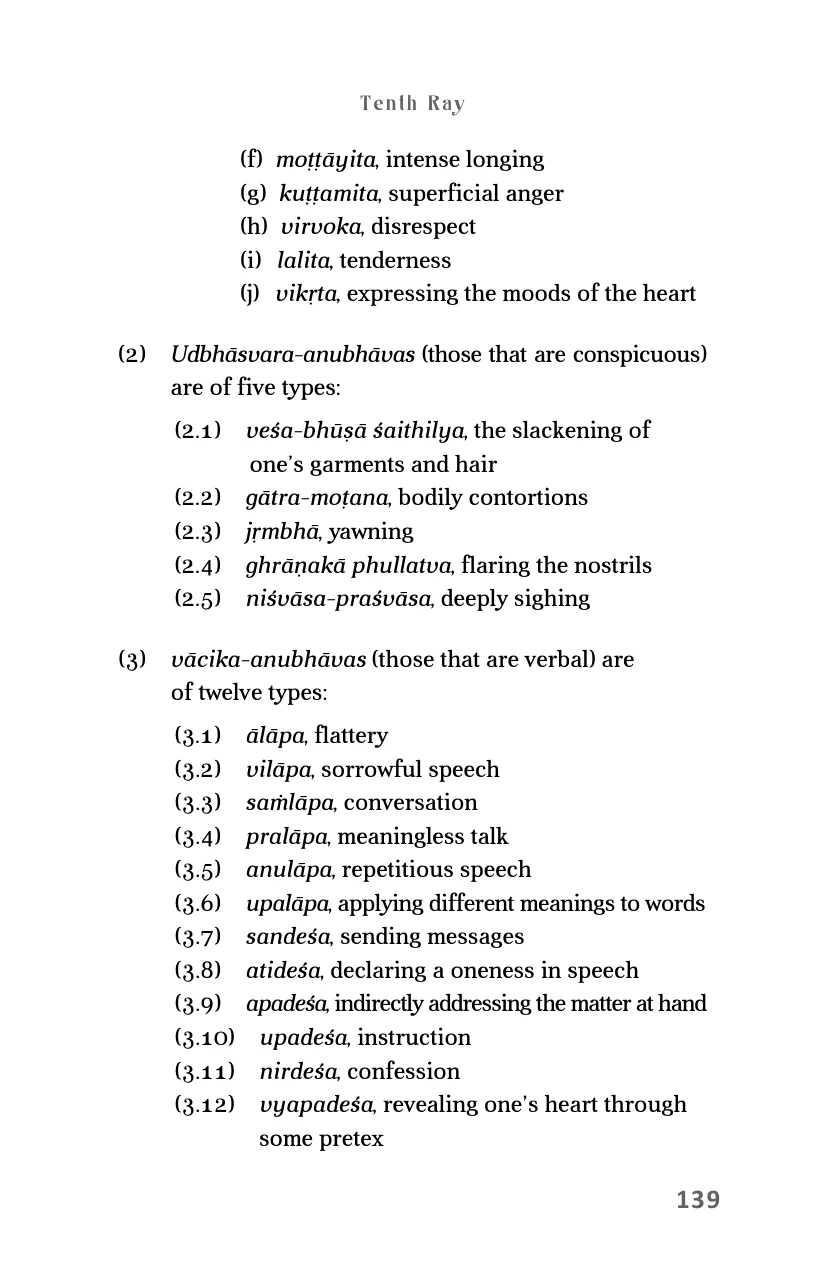 Tenth Ray
(f) moṭṭāyita, intense longing
(g) kuṭṭamita, superficial anger
(h) virvoka, disrespect
(i) lalita, tenderness
(j) vikṛta, expressing the moods of the heart
(2) Udbhāsvara-anubhāvas (those that are conspicuous)
are of five types:
(2.1) veśa-bhūṣā śaithilya, the slackening of
one’s garments and hair
(2.2) gātra-moṭana, bodily contortions
(2.3) jṛmbhā, yawning
(2.4) ghrāṇakā phullatva, flaring the nostrils
(2.5) niśvāsa-praśvāsa, deeply sighing
(3) vācika-anubhāvas (those that are verbal) are
of twelve types:
(3.1) ālāpa, flattery
(3.2) vilāpa, sorrowful speech
(3.3) saṁlāpa, conversation
(3.4) pralāpa, meaningless talk
(3.5) anulāpa, repetitious speech
(3.6) upalāpa, applying different meanings to words
(3.7) sandeśa, sending messages
(3.8) atideśa, declaring a oneness in speech
(3.9) apadeśa, indirectly addressing the matter at hand
(3.10) upadeśa, instruction
(3.11) nirdeśa, confession
(3.12) vyapadeśa, revealing one’s heart through
some pretex
139